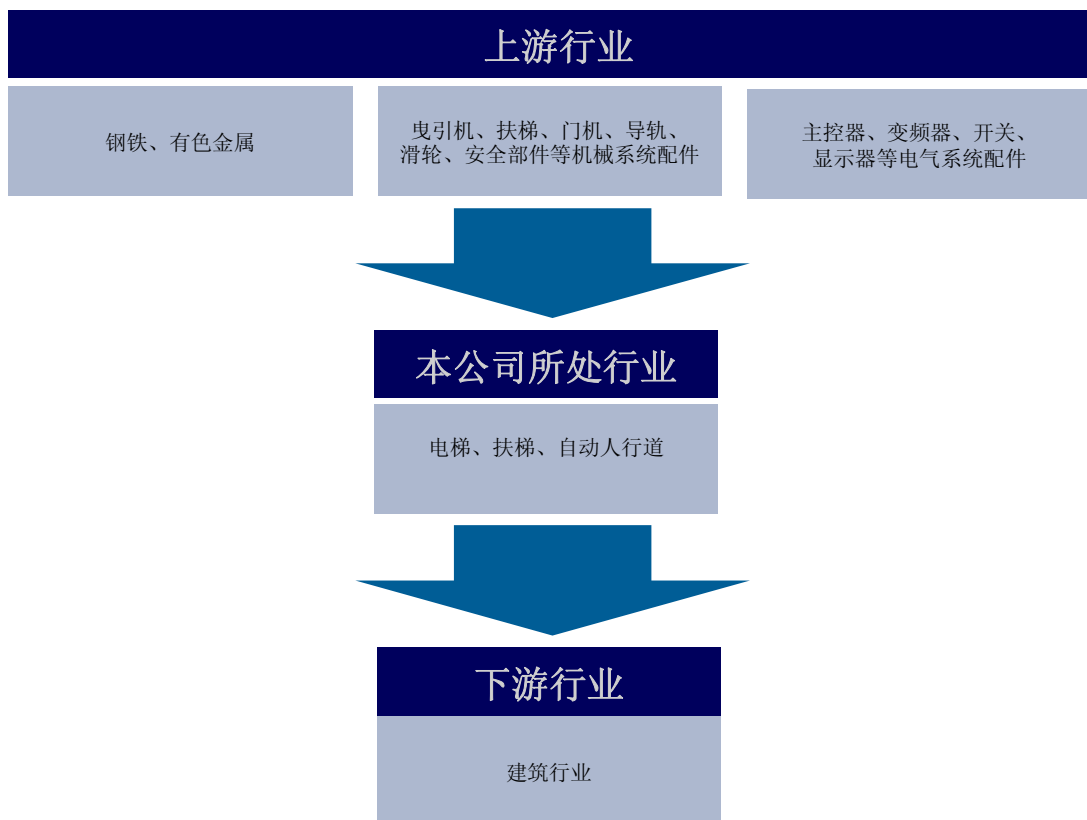 上游行业
钢铁、有色金属
曳引机、扶梯、门机、导轨、
滑轮、安全部件等机械系统配件
主控器、变频器、开关、
显示器等电气系统配件
本公司所处行业
电梯、扶梯、自动人行道
下游行业
建筑行业